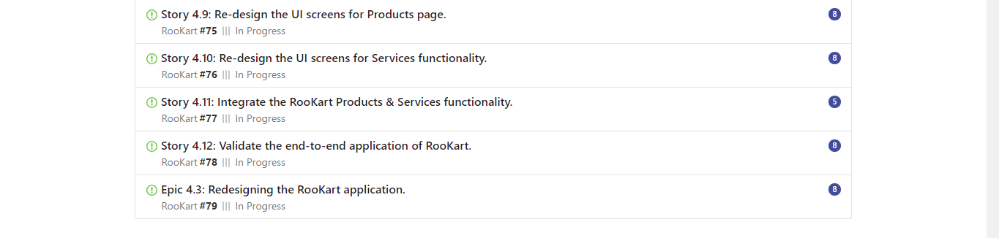 Story 4.9: Re-design the UI screens for Products page.
8
RooKart #75 In Progress
Story 4.10: Re-design the UI screens for Services functionality.
8
RooKart #76 In Progress
Story 4.11: Integrate the RooKart Products & Services functionality.
5
RooKart #77 In Progress
Story 4.12: Validate the end-to-end application of RooKart.
8
RooKart #78 In Progress
Epic 4.3: Redesigning the RooKart application.
8
RooKart #79 In Progress